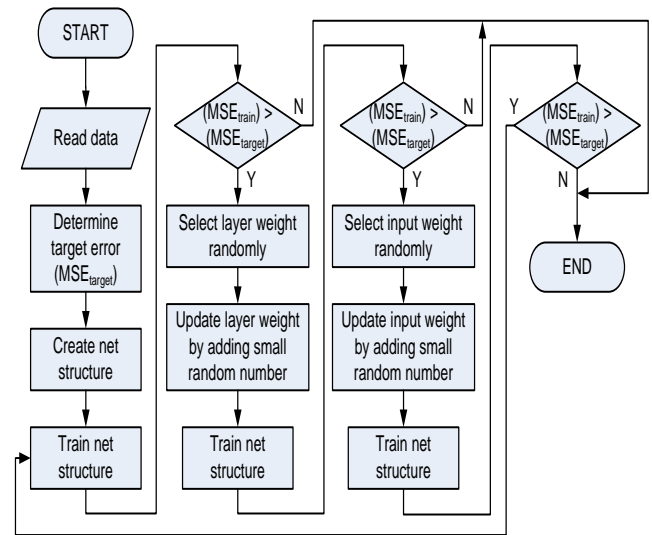 START
Read data
Determine
target error
(MSEtarget)
Create net
structure
Train net
structure
(MSEtrain) >
(MSEtarget)
N
Y
Select layer weight
randomly
Update layer weight
by adding small
random number
Train net
structure
(MSEtrain) >
(MSEtarget)
N
Y
Select input weight
randomly
Update input weight
by adding small
random number
Train net
structure
Y
(MSEtrain) >
(MSEtarget)
N
END